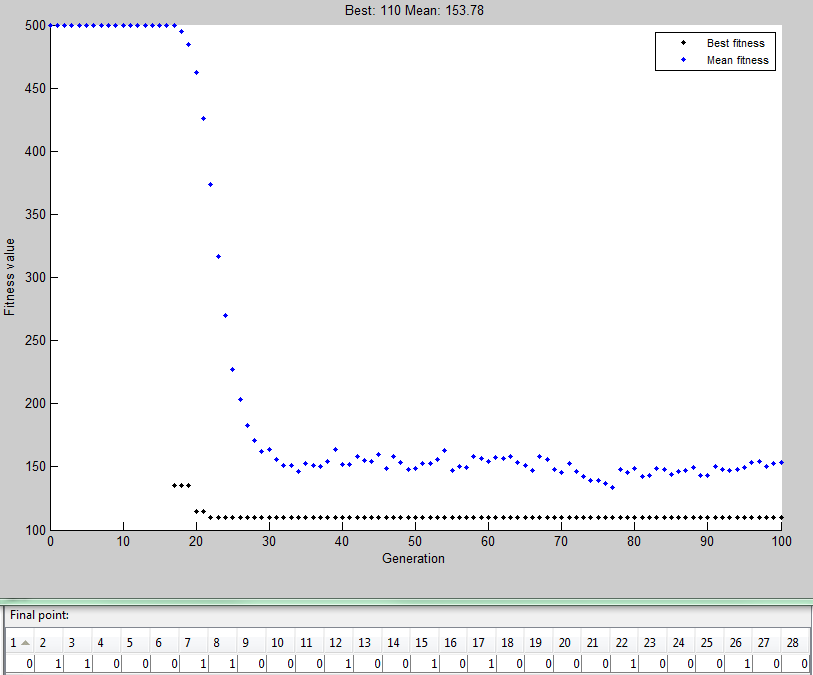 Best: 110 Mean: 153.78
500
450
400
350
300
250
200
150
100
Fitness value
Best fitness
Mean fitness
0 10 20 30 40 50 60 70 80 90 100
Generation
Final point:
1 2 3 4 5 6 7 8 9 10 11 12 13 14 15 16 17 18 19 20 21 22 23 24 25 26 27 28
0 1 1 0 0 0 1 1 0 0 0 1 0 0 1 0 1 0 0 0 0 1 0 0 0 1 0 0